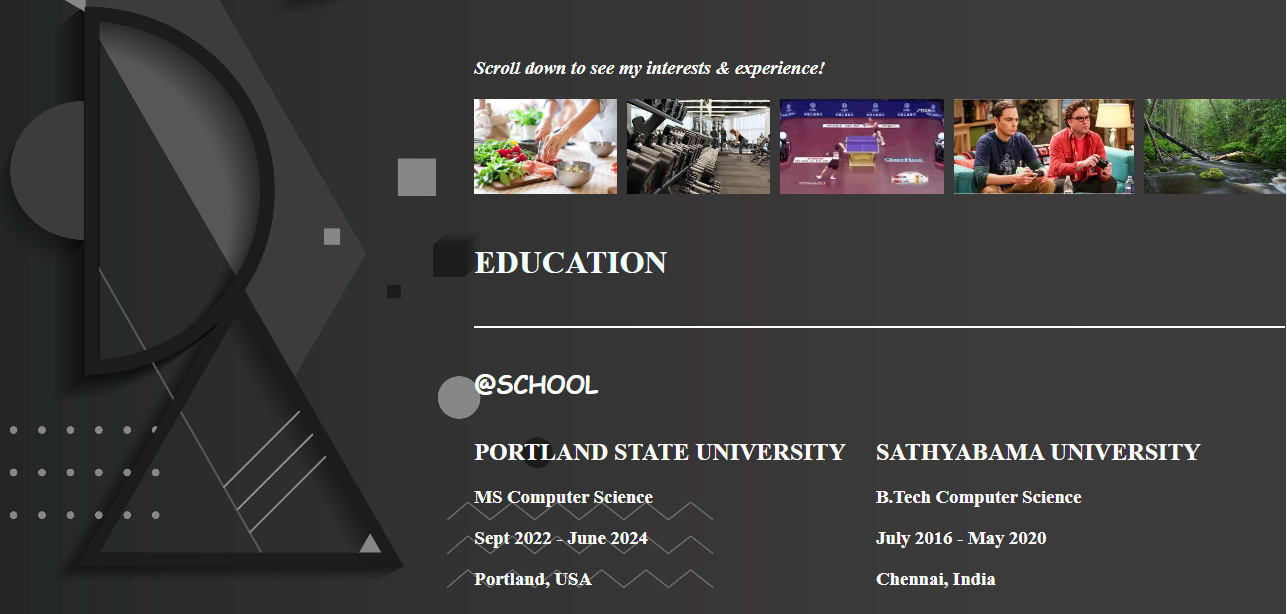 Scroll down to see my interests & experience!
EDUCATION
@SCHOOL
PORTLAND STATE UNIVERSITY
MS Computer Science
Sept 2022 - June 2024
Portland, USA
SATHYABAMA UNIVERSITY
B.Tech Computer Science
July 2016 - May 2020
Chennai, India